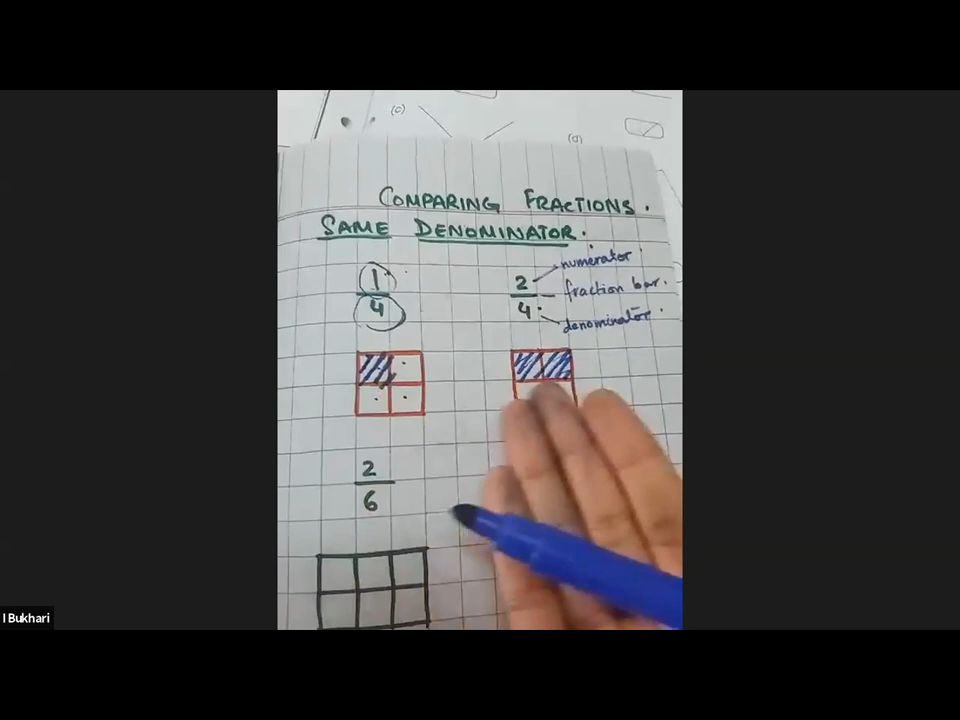 (c)
(d)
COMPARING FRACTIONS.
SAME DENOMINATOR.
1
4
2
4
numerator
fraction bar.
denominator.
2
6
I Bukhari